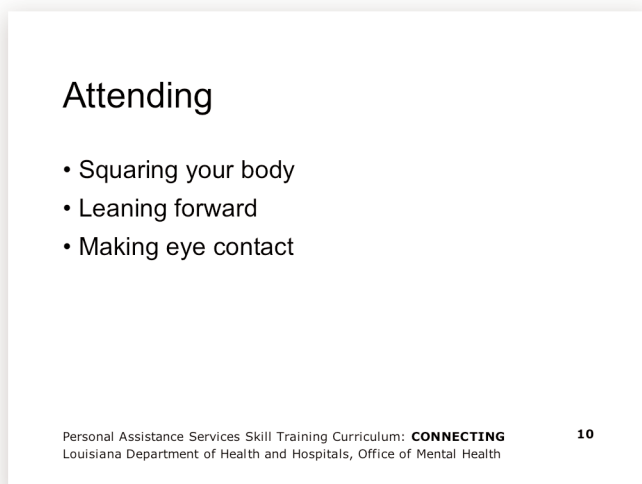 Attending
• Squaring your body
• Leaning forward
• Making eye contact
Personal Assistance Services Skill Training Curriculum: CONNECTING
10
Louisiana Department of Health and Hospitals, Office of Mental Health